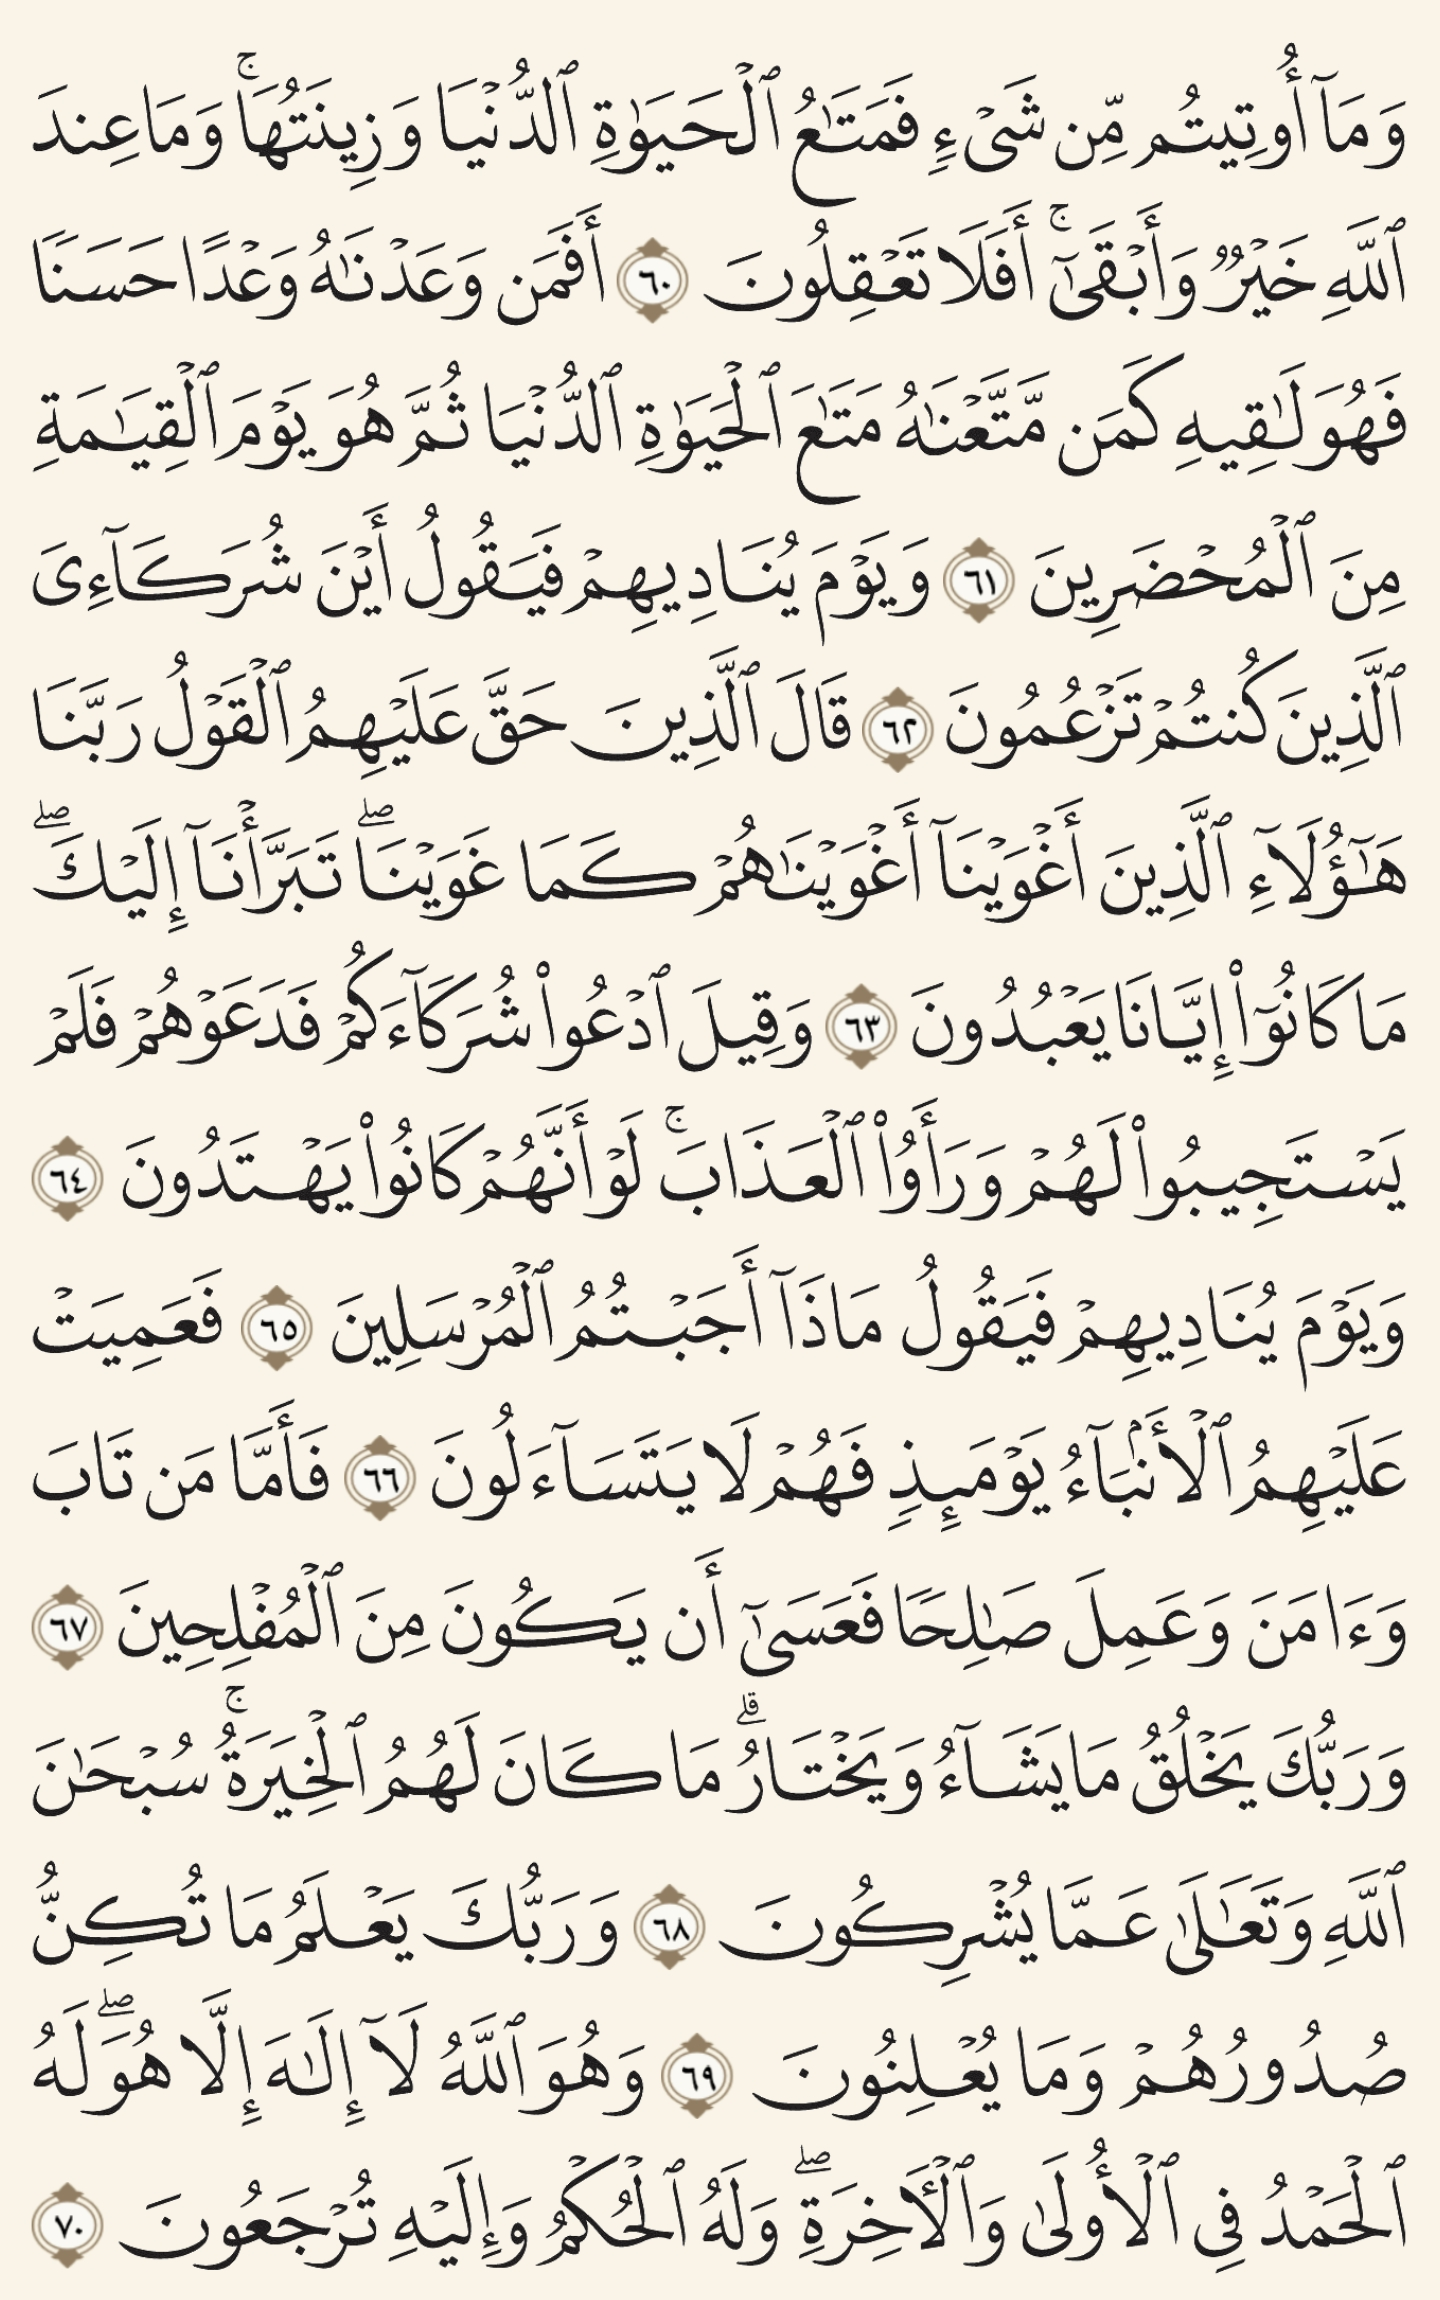 وَمَآ أُوتِيتُم مِّن شَىْءٍ فَمَتَٰعُ ٱلْحَيَوٰةِ ٱلدُّنْيَا وَزِينَتُهَا ۚ وَمَا عِندَ
ٱللَّهِ خَيْرٌ وَأَبْقَىٰٓ ۚ أَفَلَا تَعْقِلُونَ ٦٠ أَفَمَن وَعَدْنَٰهُ وَعْدًا حَسَنًا
فَهُوَ لَٰقِيهِ كَمَن مَّتَّعْنَٰهُ مَتَٰعَ ٱلْحَيَوٰةِ ٱلدُّنْيَا ثُمَّ هُوَ يَوْمَ ٱلْقِيَٰمَةِ
مِنَ ٱلْمُحْضَرِينَ ٦١ وَيَوْمَ يُنَادِيهِمْ فَيَقُولُ أَيْنَ شُرَكَآءِىَ
ٱلَّذِينَ كُنتُمْ تَزْعُمُونَ ٦٢ قَالَ ٱلَّذِينَ حَقَّ عَلَيْهِمُ ٱلْقَوْلُ رَبَّنَا
هَٰٓؤُلَآءِ ٱلَّذِينَ أَغْوَيْنَآ أَغْوَيْنَٰهُمْ كَمَا غَوَيْنَا ۖ تَبَرَّأْنَآ إِلَيْكَ ۖ
مَا كَانُوٓا۟ إِيَّانَا يَعْبُدُونَ ٦٣ وَقِيلَ ٱدْعُوا۟ شُرَكَآءَكُمْ فَدَعَوْهُمْ فَلَمْ
يَسْتَجِيبُوا۟ لَهُمْ وَرَأَوُا۟ ٱلْعَذَابَ ۚ لَوْ أَنَّهُمْ كَانُوا۟ يَهْتَدُونَ ٦٤
وَيَوْمَ يُنَادِيهِمْ فَيَقُولُ مَاذَآ أَجَبْتُمُ ٱلْمُرْسَلِينَ ٦٥ فَعَمِيَتْ
عَلَيْهِمُ ٱلْأَنۢبَآءُ يَوْمَئِذٍ فَهُمْ لَا يَتَسَآءَلُونَ ٦٦ فَأَمَّا مَن تَابَ
وَءَامَنَ وَعَمِلَ صَٰلِحًا فَعَسَىٰٓ أَن يَكُونَ مِنَ ٱلْمُفْلِحِينَ ٦٧
وَرَبُّكَ يَخْلُقُ مَا يَشَآءُ وَيَخْتَارُ ۗ مَا كَانَ لَهُمُ ٱلْخِيَرَةُ ۚ سُبْحَٰنَ
ٱللَّهِ وَتَعَٰلَىٰ عَمَّا يُشْرِكُونَ ٦٨ وَرَبُّكَ يَعْلَمُ مَا تُكِنُّ
صُدُورُهُمْ وَمَا يُعْلِنُونَ ٦٩ وَهُوَ ٱللَّهُ لَآ إِلَٰهَ إِلَّا هُوَ ۖ لَهُ
ٱلْحَمْدُ فِى ٱلْأُولَىٰ وَٱلْـَٔاخِرَةِ ۖ وَلَهُ ٱلْحُكْمُ وَإِلَيْهِ تُرْجَعُونَ ٧٠